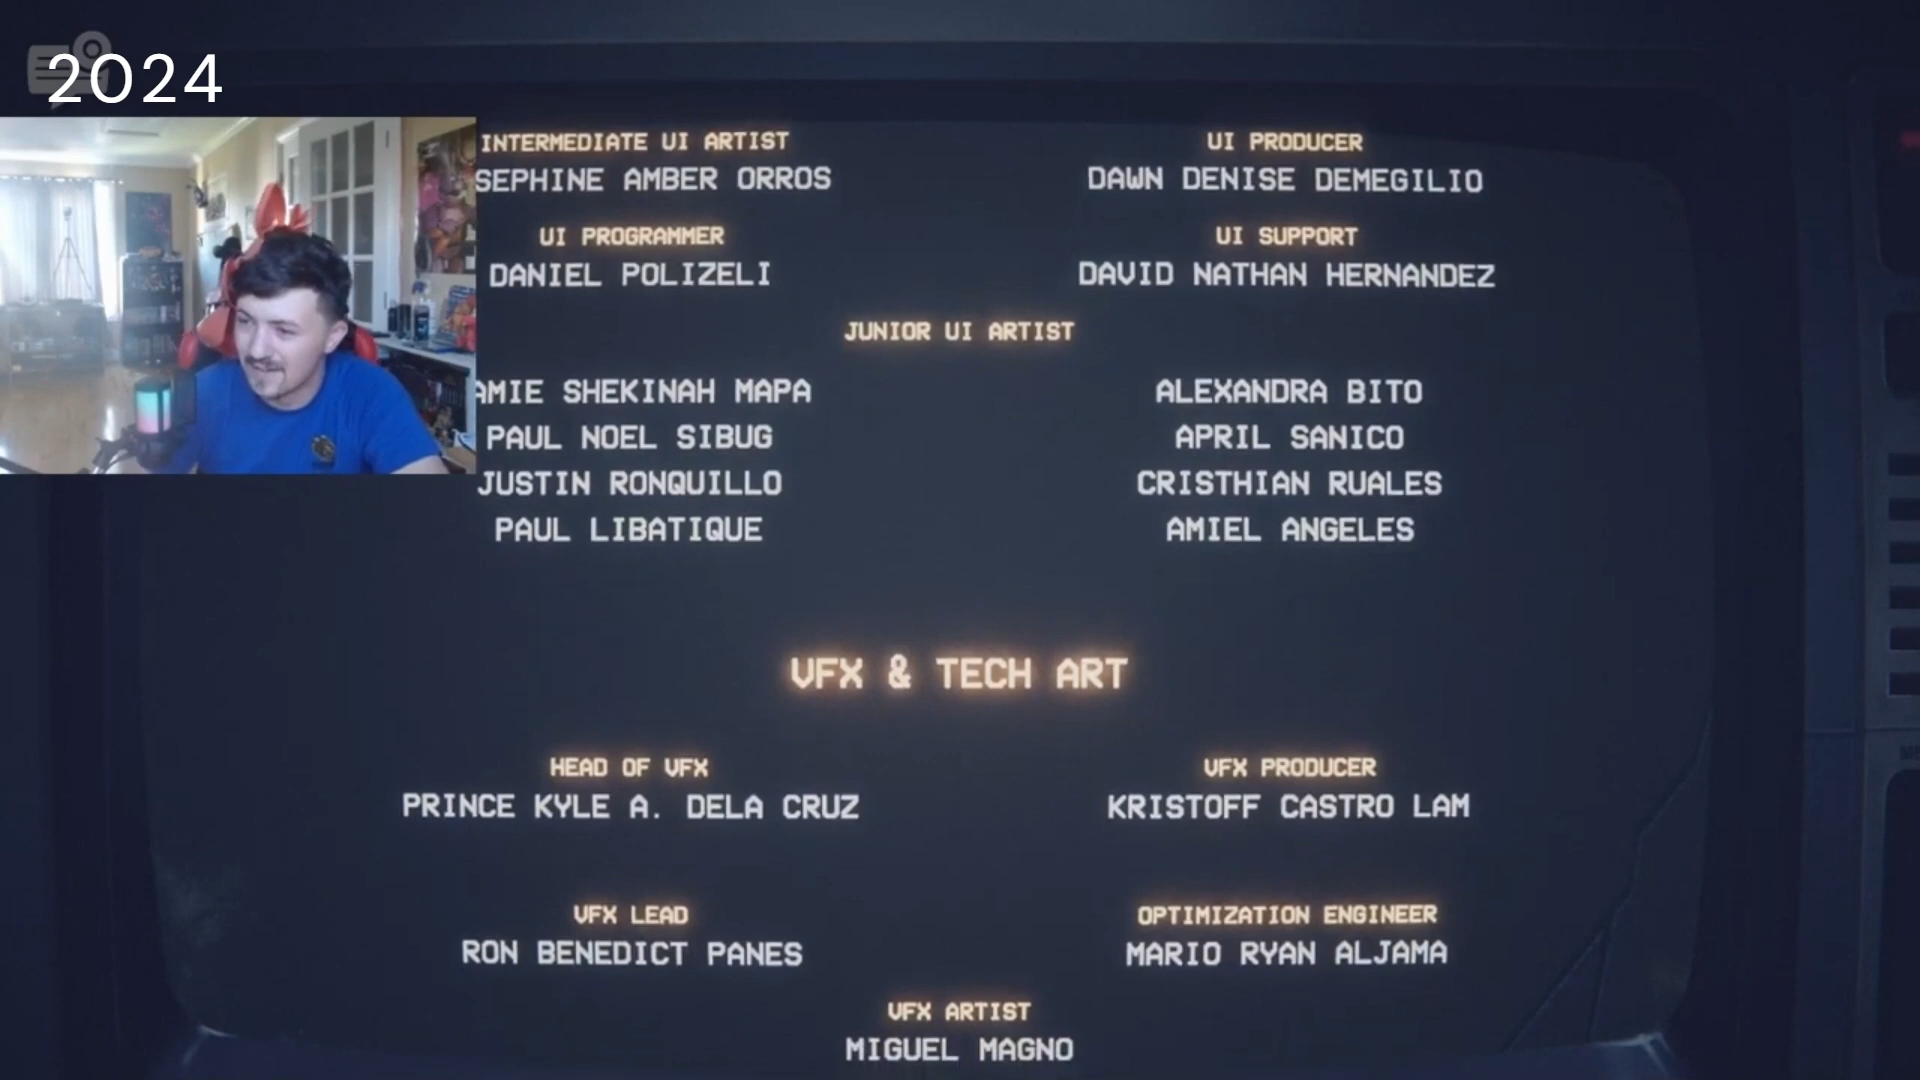 2024
INTERMEDIATE UI ARTIST
SEPHINE AMBER ORROS
UI PRODUCER
DAWN DENISE DEMEGILIO
UI PROGRAMMER
DANIEL POLIZELI
UI SUPPORT
DAVID NATHAN HERNANDEZ
JUNIOR UI ARTIST
AMIE SHEKINAH MAPA
ALEXANDRA BITO
PAUL NOEL SIBUG
APRIL SANICO
JUSTIN RONQUILLO
CRISTHIAN RUALES
PAUL LIBATIQUE
AMIEL ANGELES
VFX & TECH ART
HEAD OF VFX
PRINCE KYLE A. DELA CRUZ
VFX PRODUCER
KRISTOFF CASTRO LAM
VFX LEAD
RON BENEDICT PANES
OPTIMIZATION ENGINEER
MARIO RYAN ALJAMA
VFX ARTIST
MIGUEL MAGNO